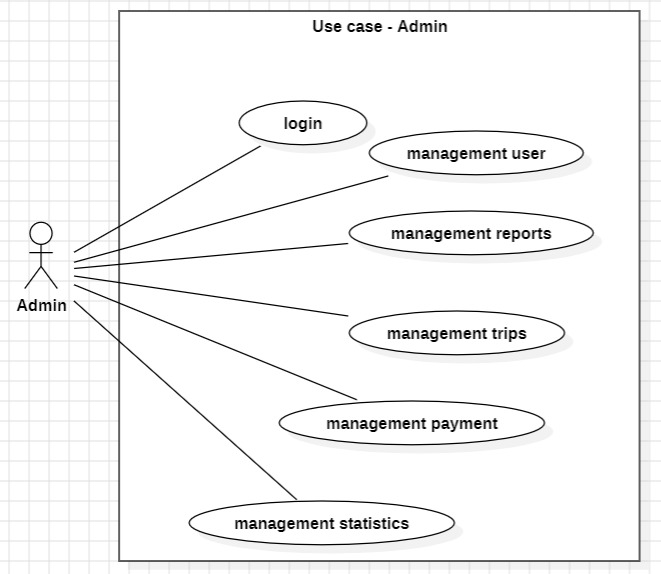 Use case - Admin
login
management user
management reports
Admin
management trips
management payment
management statistics